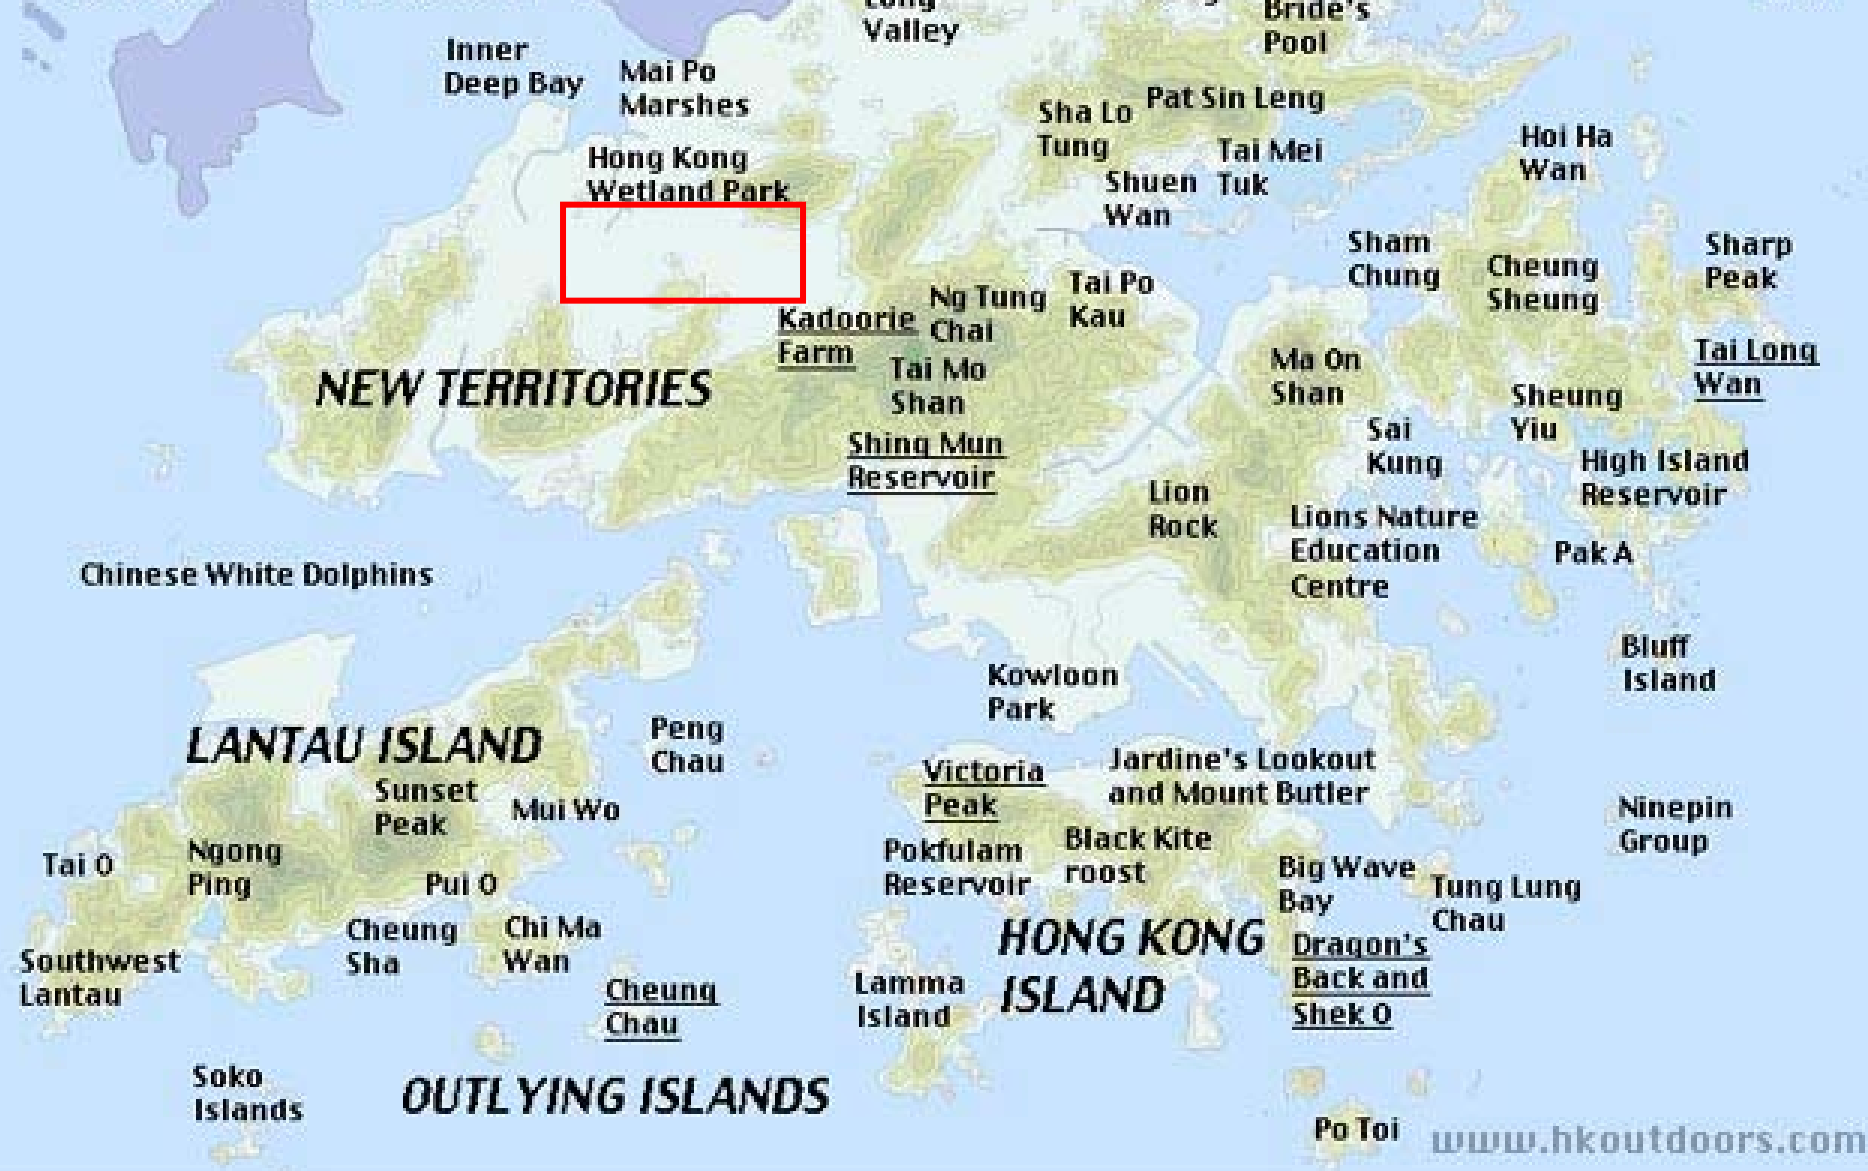 Long
Valley
Bride's
Pool
Inner
Deep Bay
Mai Po
Marshes
Sha Lo
Tung
Pat Sin Leng
Hoi Ha
Wan
Hong Kong
Wetland Park
Tai Mei
Tuk
Shuen
Wan
Sham
Chung
Cheung
Sheung
Sharp
Peak
Kadoorie
Farm
Ng Tung
Chai
Tai Po
Kau
NEW TERRITORIES
Tai Mo
Shan
Ma On
Shan
Tai Long
Wan
Sheung
Yiu
Shing Mun
Reservoir
Sai
Kung
High Island
Reservoir
Lion
Rock
Lions Nature
Education
Centre
Pak A
Chinese White Dolphins
Bluff
Island
Kowloon
Park
LANTAU ISLAND
Peng
Chau
Sunset
Peak
Mui Wo
Victoria
Peak
Jardine's Lookout
and Mount Butler
Ninepin
Group
Tai O
Ngong
Ping
Pui O
Pokfulam
Reservoir
Black Kite
roost
Big Wave
Bay
Tung Lung
Chau
Cheung
Sha
Chi Ma
Wan
HONG KONG
ISLAND
Dragon's
Back and
Shek O
Southwest
Lantau
Cheung
Chau
Lamma
Island
Soko
Islands
OUTLYING ISLANDS
Po Toi
www.hkoutdoors.com